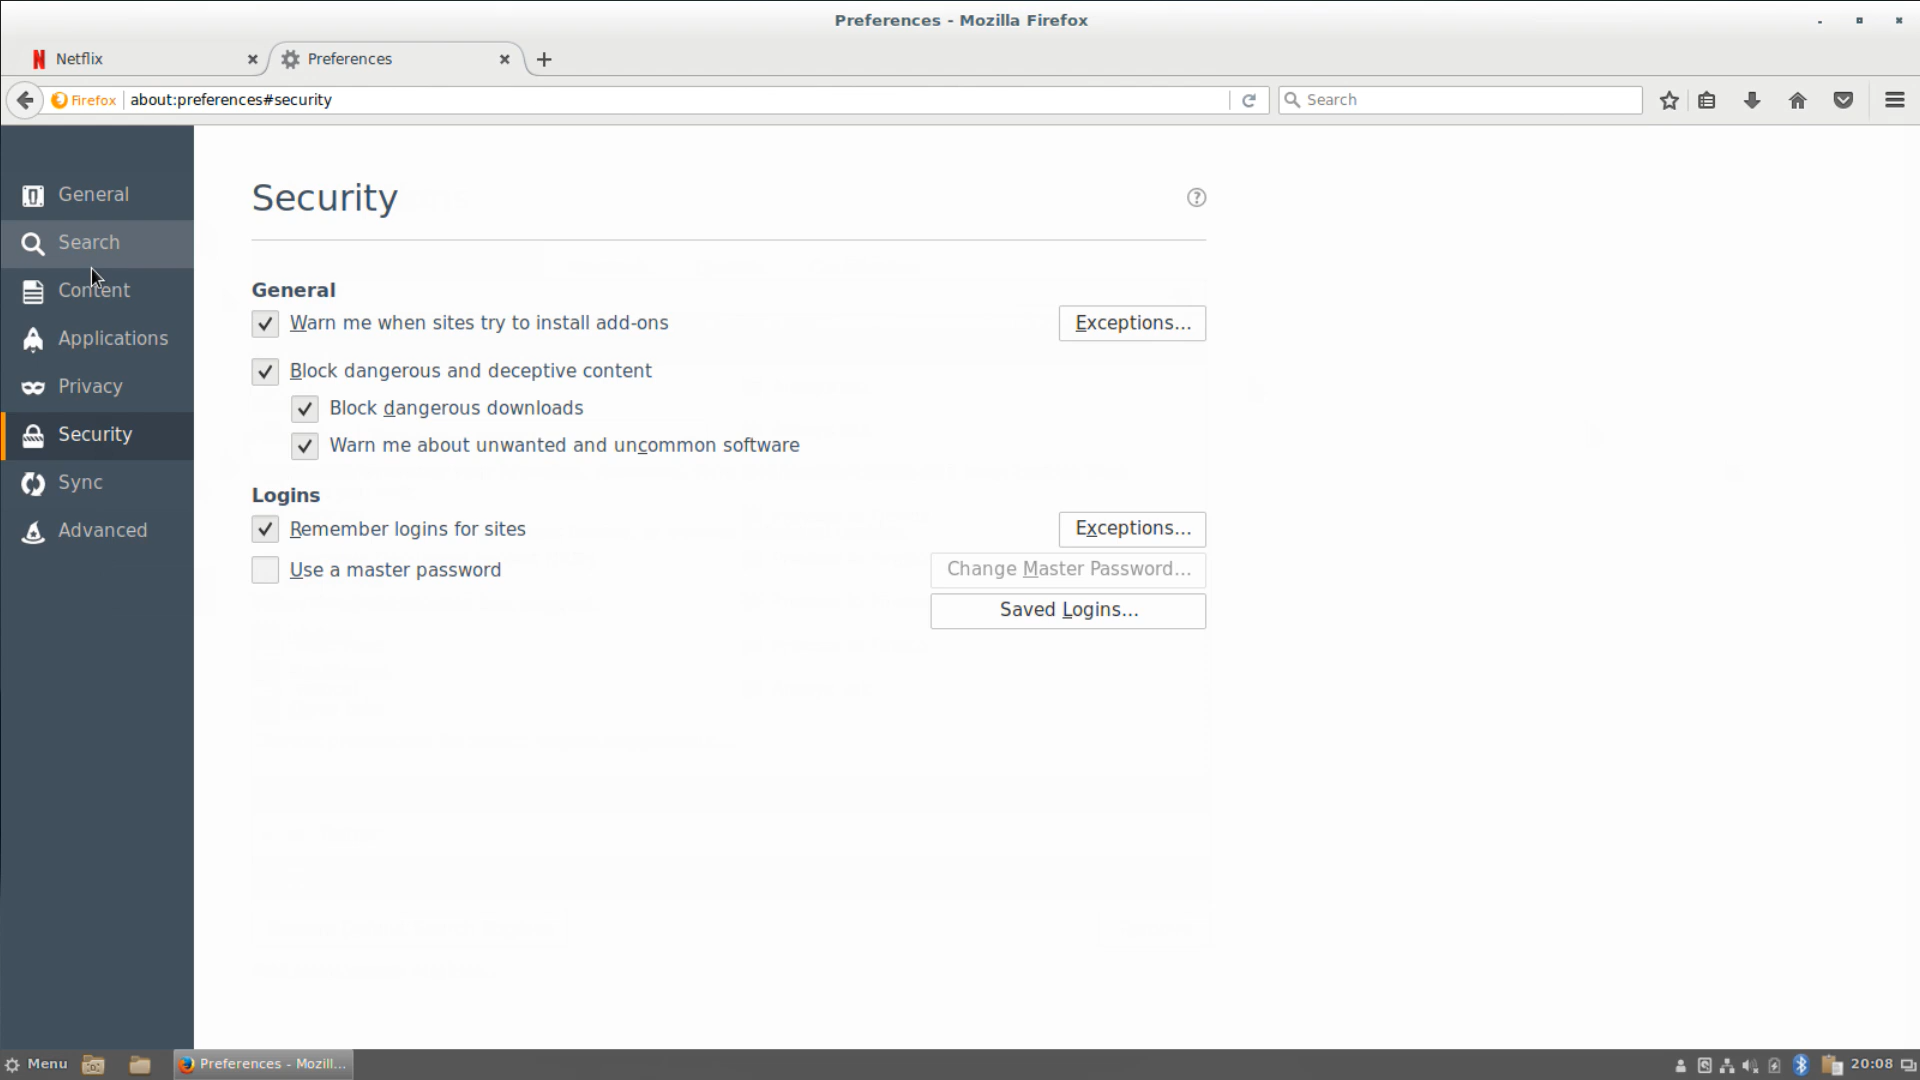 Preferences - Mozilla Firefox
Netflix
Preferences
Firefox
about:preferences#security
Search
General
Search
Content
Applications
Privacy
Security
Sync
Advanced
Security
General
Warn me when sites try to install add-ons
Exceptions...
Block dangerous and deceptive content
Block dangerous downloads
Warn me about unwanted and uncommon software
Logins
Remember logins for sites
Exceptions...
Use a master password
Change Master Password...
Saved Logins...
Menu
Preferences - Mozill...
20:08